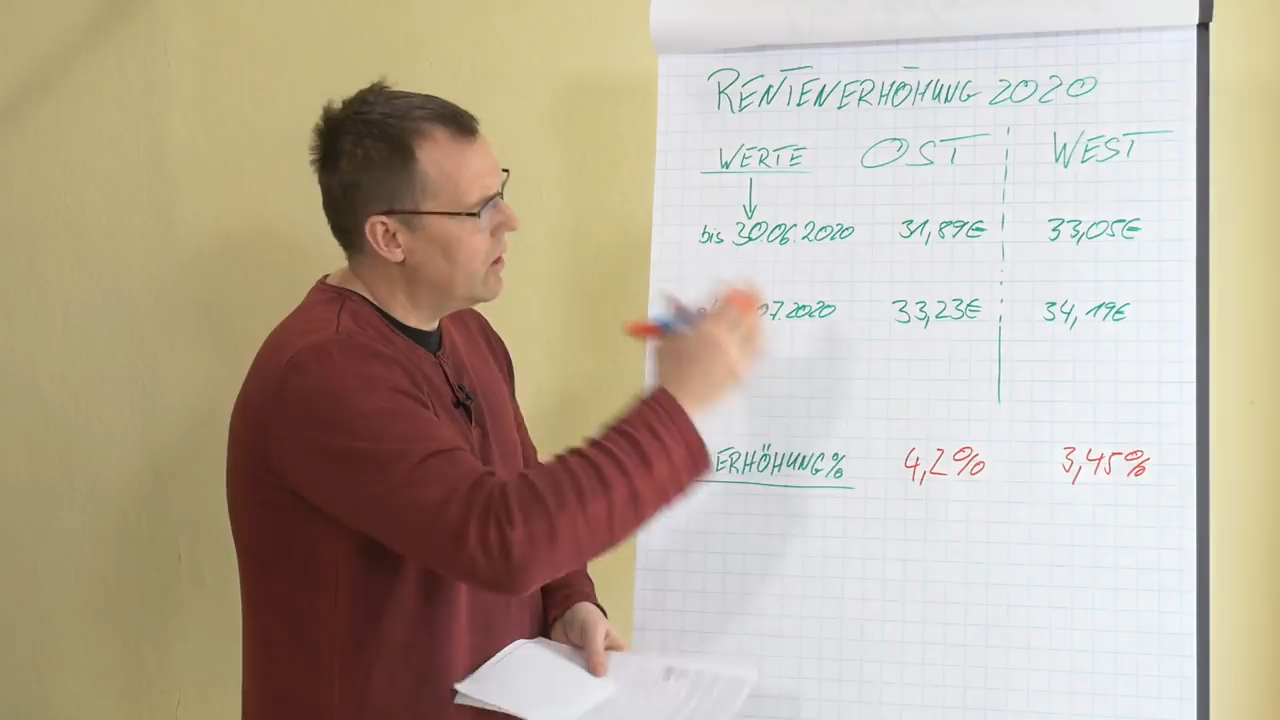 RENTENERHÖHUNG 2020
WERTE OST WEST
bis 30.06.2020 31,89€ 33,05€
07.2020 33,23€ 34,19€
ERHÖHUNG% 4,2% 3,45%